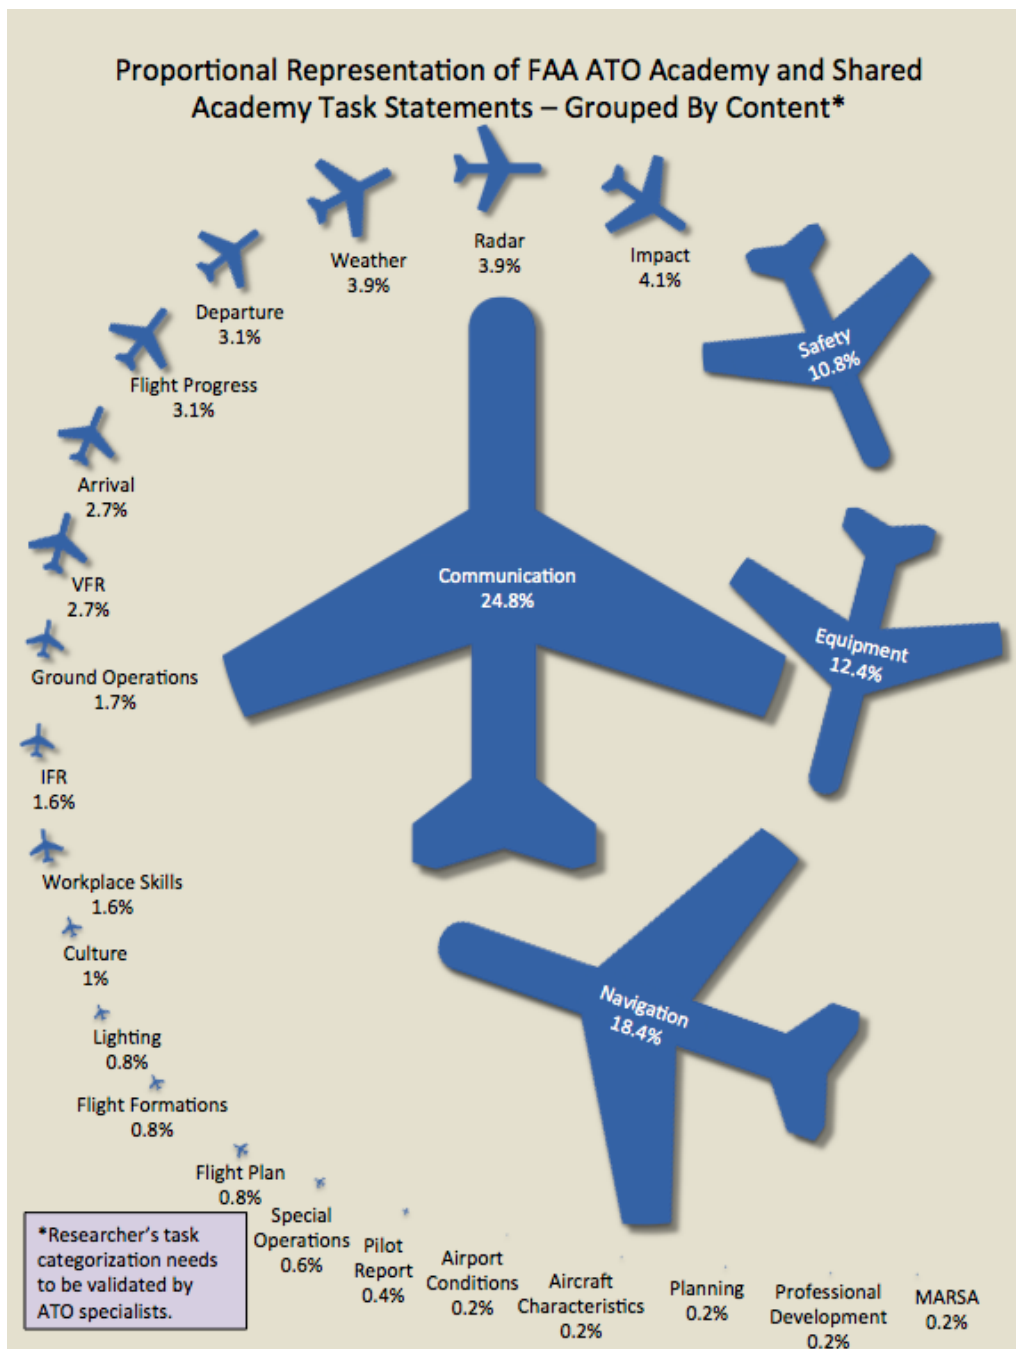 Proportional Representation of FAA ATO Academy and Shared
Academy Task Statements – Grouped By Content*
Radar
3.9%
Impact
4.1%
Weather
3.9%
Departure
3.1%
Safety
10.8%
Flight Progress
3.1%
Arrival
2.7%
VFR
2.7%
Communication
24.8%
Equipment
12.4%
Ground Operations
1.7%
IFR
1.6%
Workplace Skills
1.6%
Culture
1%
Navigation
18.4%
Lighting
0.8%
Flight Formations
0.8%
Flight Plan
0.8%
Special
Operations
0.6%
Pilot
Report
0.4%
Airport
Conditions
0.2%
Aircraft
Characteristics
0.2%
Planning
0.2%
Professional
Development
0.2%
MARSA
0.2%
*Researcher's task
categorization needs
to be validated by
ATO specialists.